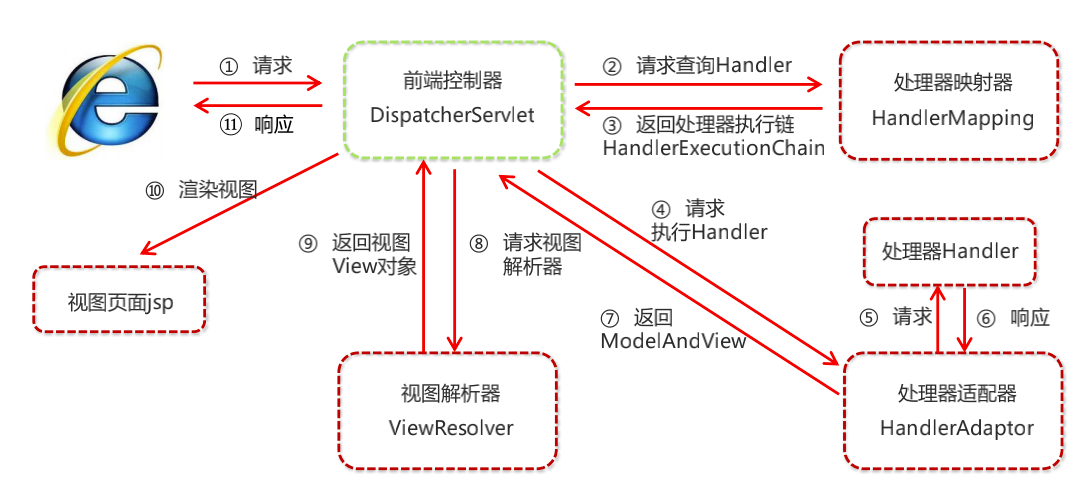 ① 请求
⑪ 响应
前端控制器
DispatcherServlet
② 请求查询Handler
③ 返回处理器执行链
HandlerExecutionChain
处理器映射器
HandlerMapping
⑩ 渲染视图
⑨ 返回视图
View对象
⑧ 请求视图
解析器
④ 请求
执行Handler
处理器Handler
视图页面jsp
⑦ 返回
ModelAndView
⑤ 请求
⑥ 响应
视图解析器
ViewResolver
处理器适配器
HandlerAdaptor